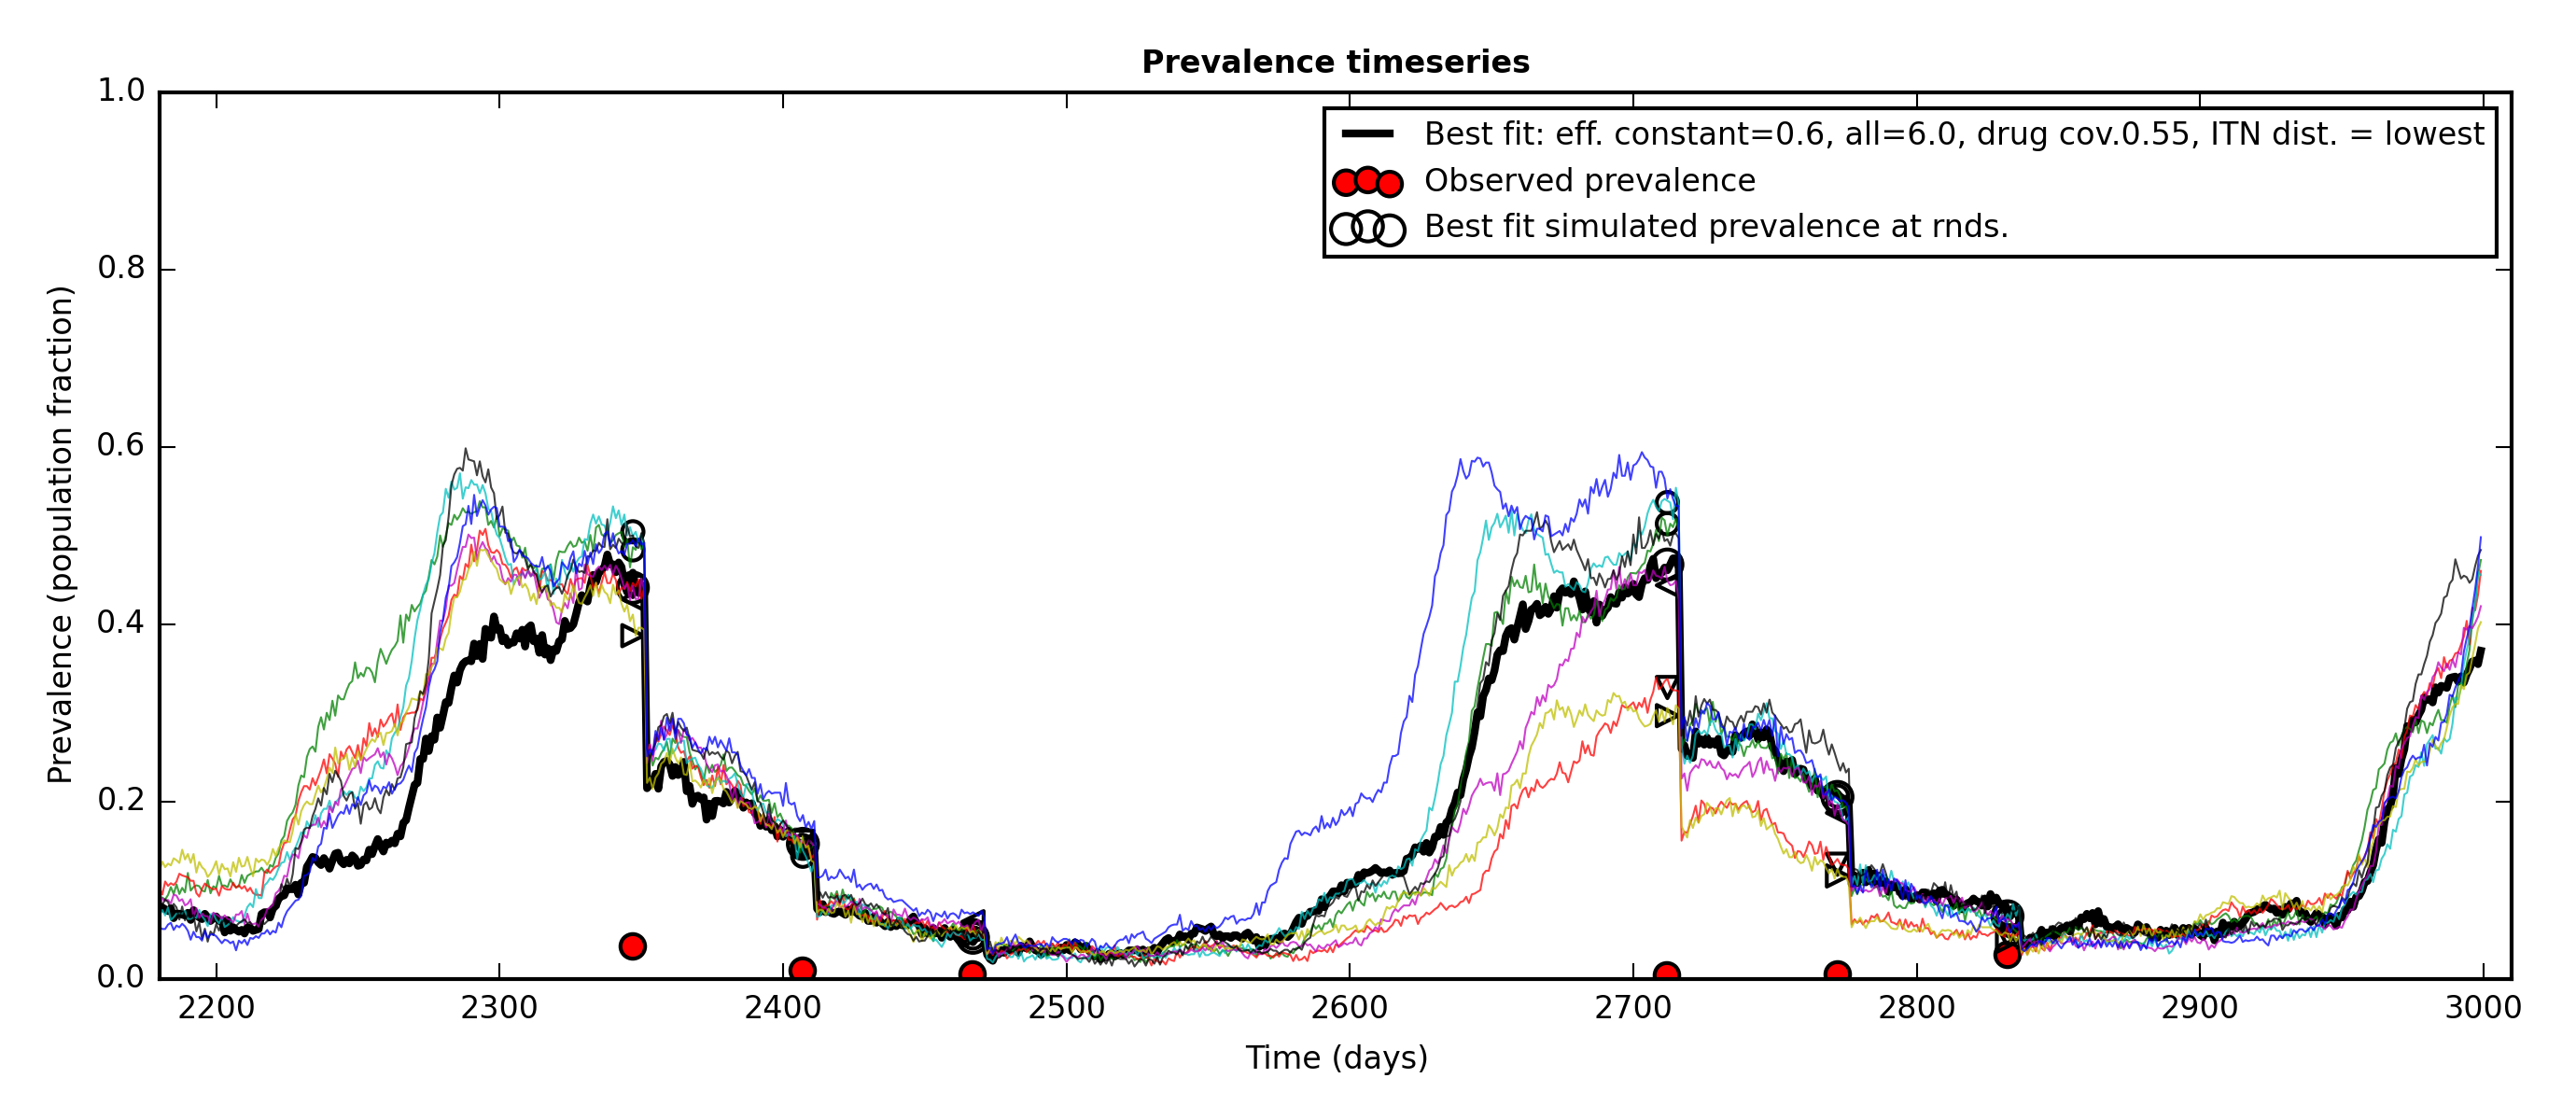 Prevalence timeseries
Best fit: eff. constant=0.6, all=6.0, drug cov.0.55, ITN dist. = lowest
Observed prevalence
Best fit simulated prevalence at rnds.
Prevalence (population fraction)
1.0
0.8
0.6
0.4
0.2
0.0
2200 2300 2400 2500 2600 2700 2800 2900 3000
Time (days)